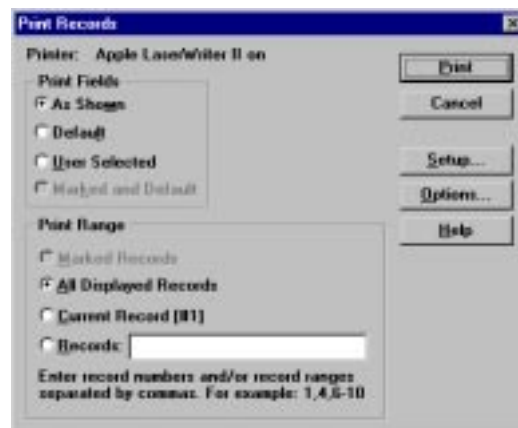 Print Records
Printer: Apple LaserWriter II on
Print Fields
As Shown
Default
User Selected
Marked and Default
Print Range
Marked Records
All Displayed Records
Current Record [#1]
Records:
Enter record numbers and/or record ranges
separated by commas. For example: 1,4,6-10
Print
Cancel
Setup...
Options...
Help